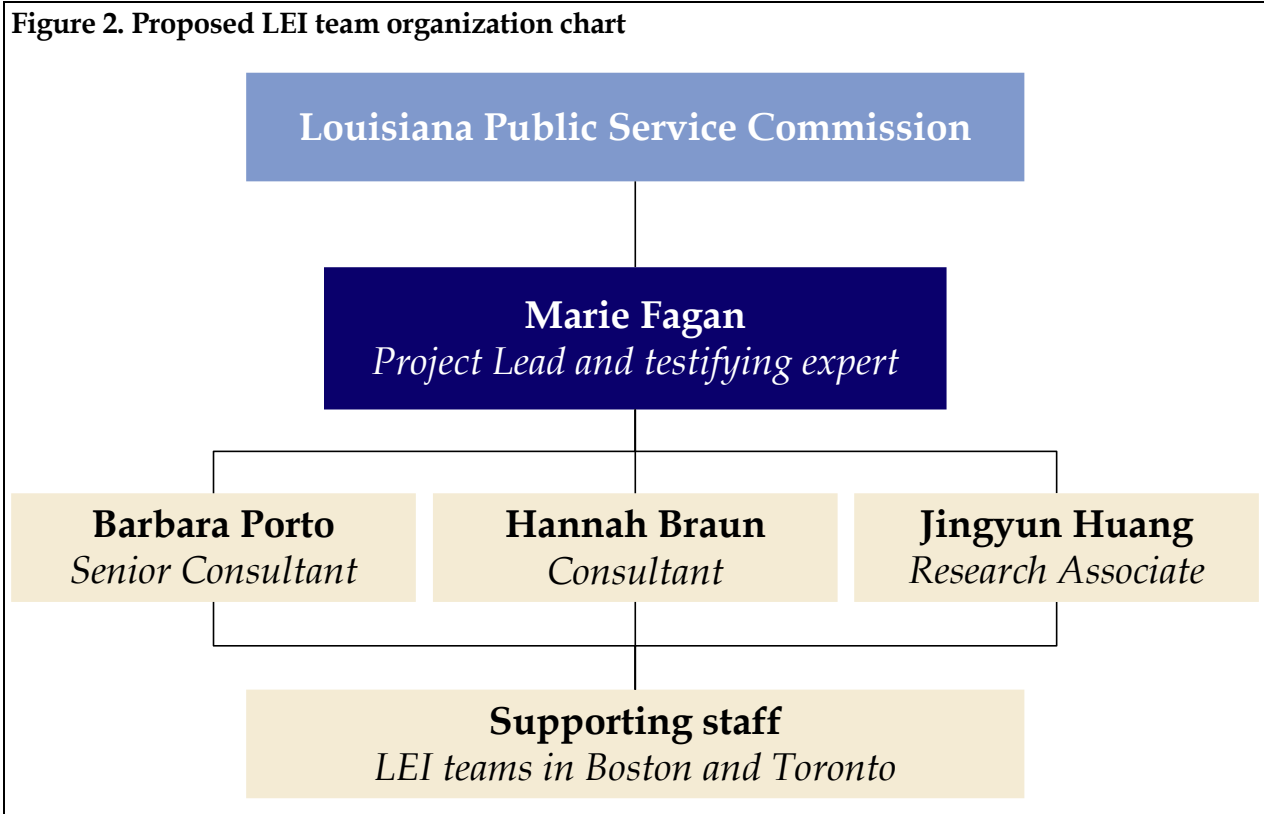 Figure 2. Proposed LEI team organization chart
Louisiana Public Service Commission
Marie Fagan
Project Lead and testifying expert
Barbara Porto
Senior Consultant
Hannah Braun
Consultant
Jingyun Huang
Research Associate
Supporting staff
LEI teams in Boston and Toronto